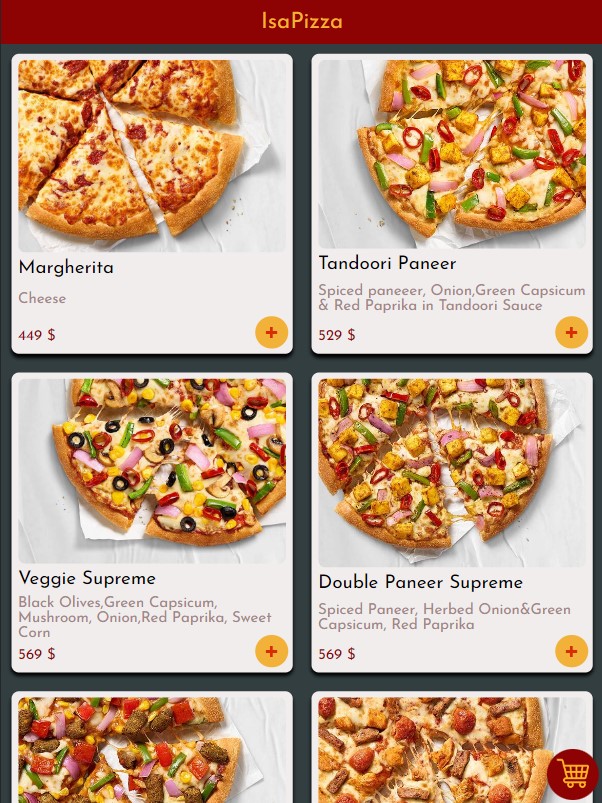 IsaPizza
Margherita
Cheese
449 $
+
Tandoori Paneer
Spiced paneeer, Onion,Green Capsicum
& Red Paprika in Tandoori Sauce
529 $
+
Veggie Supreme
Black Olives,Green Capsicum,
Mushroom, Onion,Red Paprika, Sweet
Corn
569 $
+
Double Paneer Supreme
Spiced Paneer, Herbed Onion&Green
Capsicum, Red Paprika
569 $
+